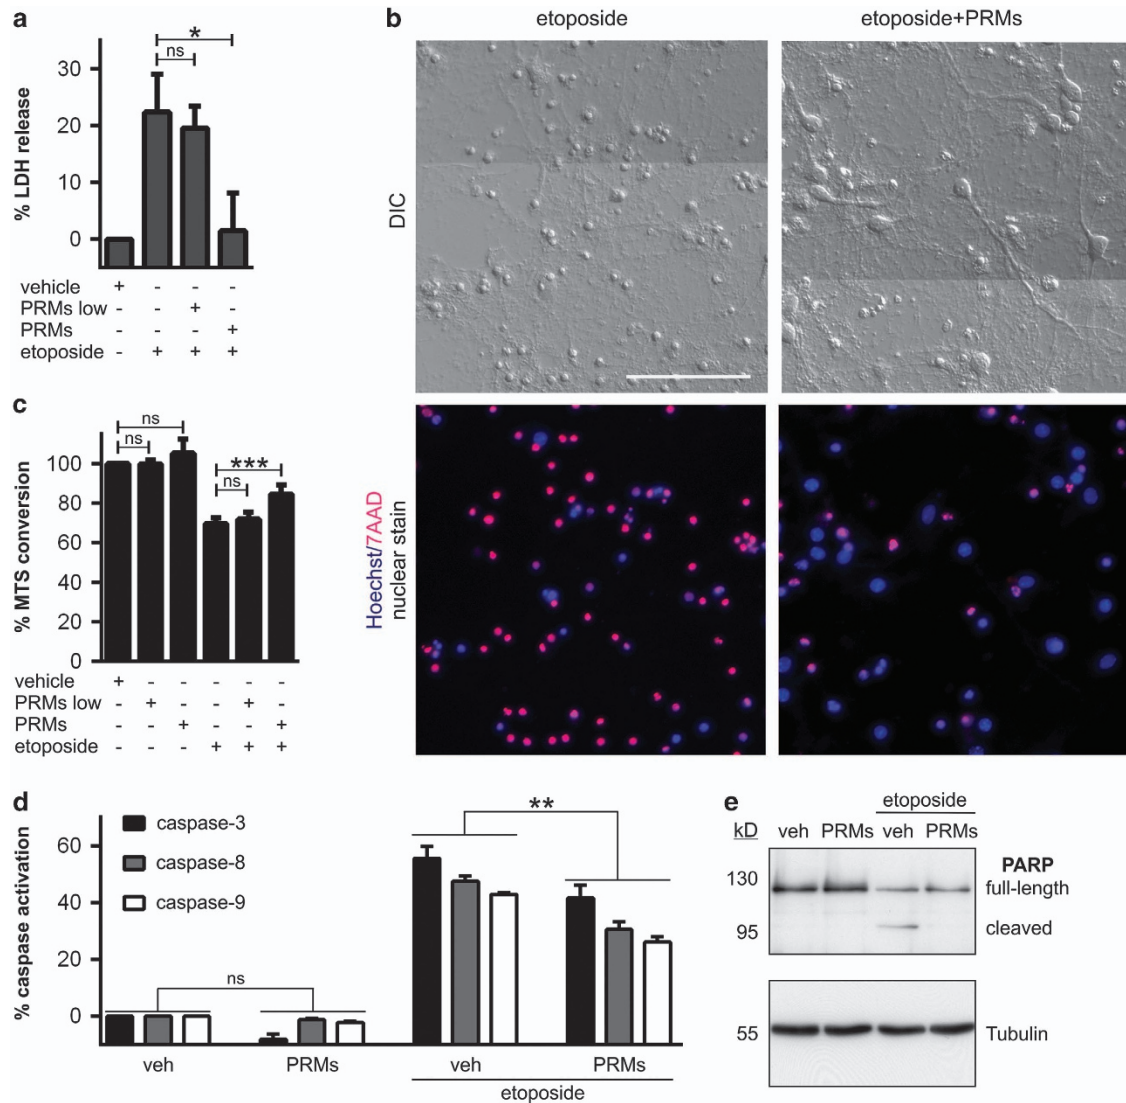 a
*
ns
30
20
10
0
% LDH release
vehicle + - - -
PRMs low - - + -
PRMs - - - +
etoposide - + + +
b
etoposide
etoposide+PRMs
DIC
Hoechst/7AAD
nuclear stain
c
ns
ns
***
ns
100
80
60
40
20
0
% MTS conversion
vehicle + - - - - -
PRMs low - + - - + -
PRMs - - + - - +
etoposide - - - + + +
d
caspase-3
caspase-8
caspase-9
**
ns
60
40
20
0
% caspase activation
veh
PRMs
veh
PRMs
etoposide
e
etoposide
kD
veh PRMs veh PRMs
PARP
130
full-length
95
cleaved
55
Tubulin